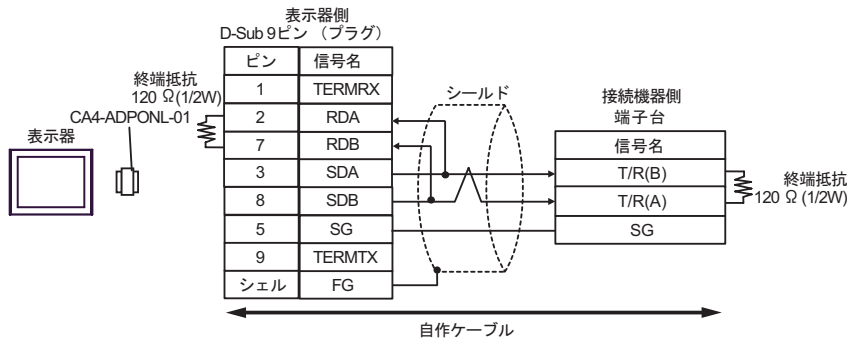 表示器側
D-Sub 9ピン （プラグ）
ピン 信号名
1 TERMRX
2 RDA
7 RDB
3 SDA
8 SDB
5 SG
9 TERMTX
シェル FG
終端抵抗
120 Ω(1/2W)
CA4-ADPONL-01
表示器
シールド
接続機器側
端子台
信号名
T/R(B)
T/R(A)
SG
終端抵抗
120 Ω (1/2W)
自作ケーブル